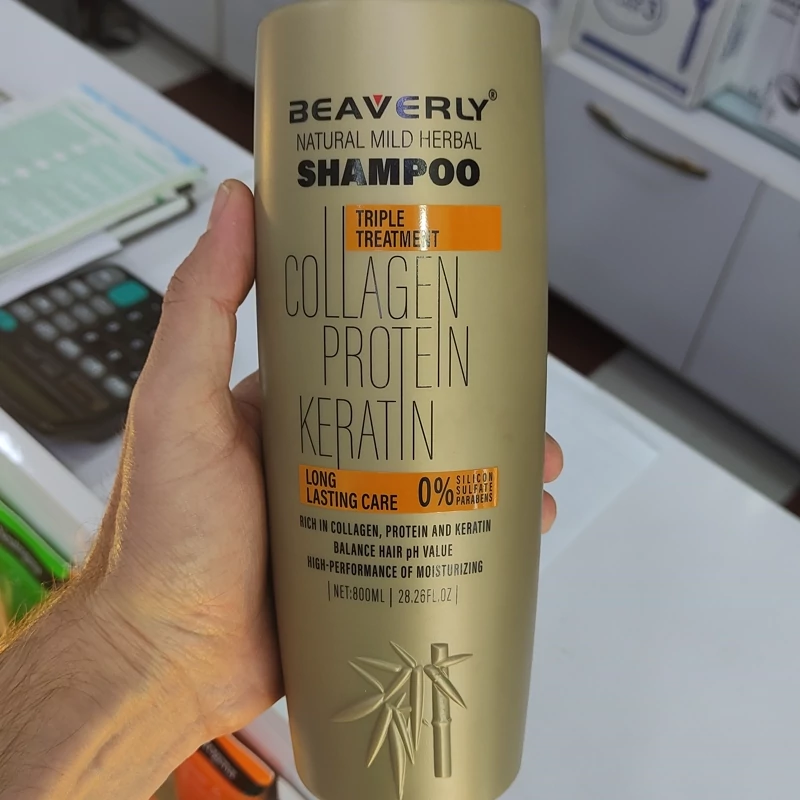 BEAVERLY®
NATURAL MILD HERBAL
SHAMPOO
TRIPLE
TREATMENT
COLLAGEN
PROTEIN
KERATIN
LONG
LASTING CARE
0% SILICON
SULFATE
PARABENS
RICH IN COLLAGEN, PROTEIN AND KERATIN
BALANCE HAIR pH VALUE
HIGH-PERFORMANCE OF MOISTURIZING
|NET:800ML | 28.26FL.OZ|